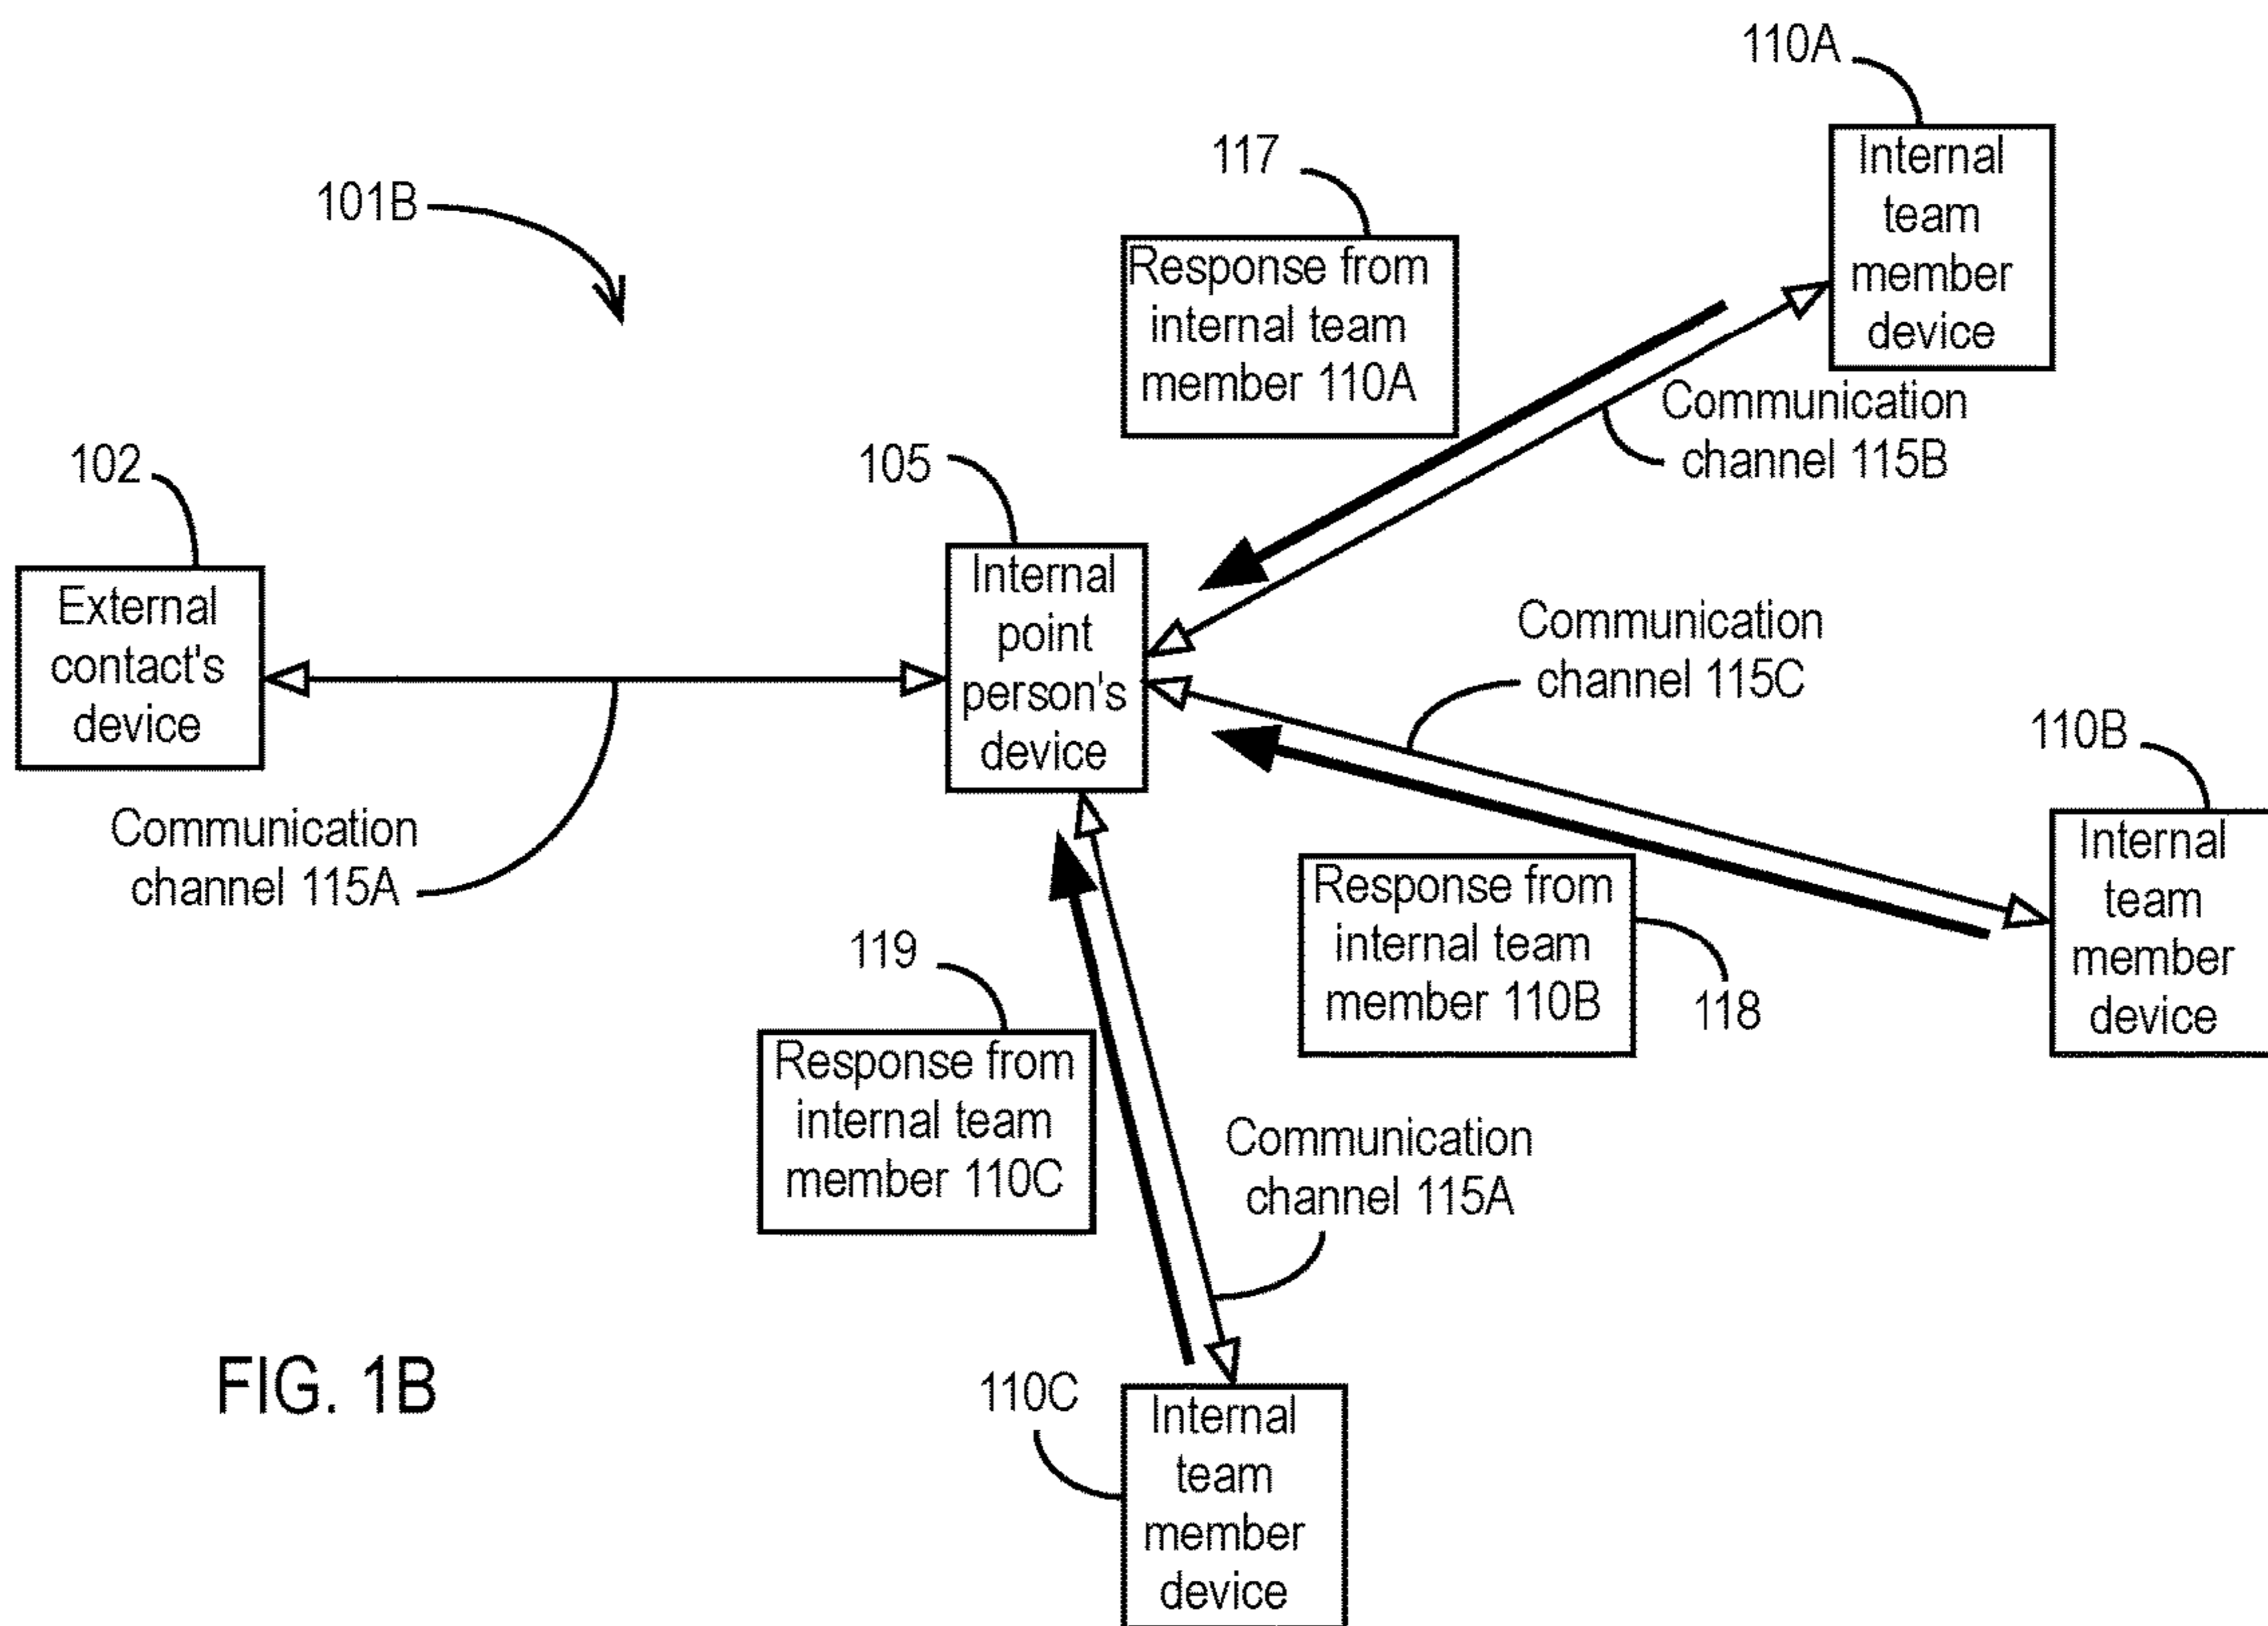 110A
Internal
team
member
device
117
101B
Response from
internal team
member 110A
Communication
channel 115B
102
105
External
contact's
device
Internal
point
person's
device
Communication
channel 115C
110B
Communication
channel 115A
Internal
team
member
device
Response from
internal team
member 110B
118
119
Response from
internal team
member 110C
Communication
channel 115A
FIG. 1B
110C
Internal
team
member
device